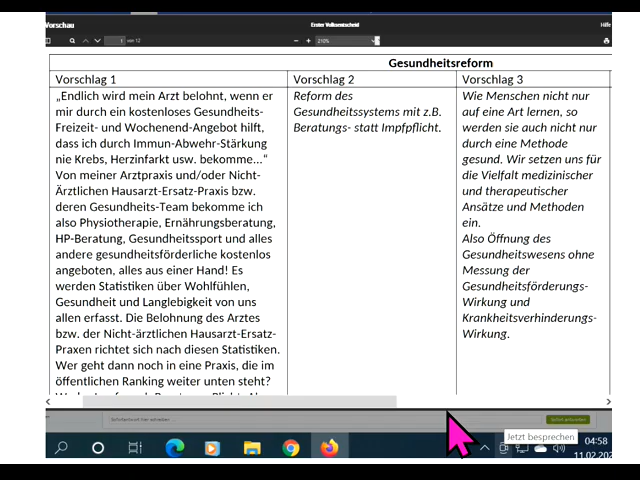 Vorschau
Erster Volksentscheid
Hilfe
1 von 12
210%
Gesundheitsreform
Vorschlag 1
„Endlich wird mein Arzt belohnt, wenn er
mir durch ein kostenloses Gesundheits-
Freizeit- und Wochenend-Angebot hilft,
dass ich durch Immun-Abwehr-Stärkung
nie Krebs, Herzinfarkt usw. bekomme…“
Von meiner Arztpraxis und/oder Nicht-
Ärztlichen Hausarzt-Ersatz-Praxis bzw.
deren Gesundheits-Team bekomme ich
also Physiotherapie, Ernährungsberatung,
HP-Beratung, Gesundheitssport und alles
andere gesundheitsförderliche kostenlos
angeboten, alles aus einer Hand! Es
werden Statistiken über Wohlfühlen,
Gesundheit und Langlebigkeit von uns
allen erfasst. Die Belohnung des Arztes
bzw. der Nicht-ärztlichen Hausarzt-Ersatz-
Praxen richtet sich nach diesen Statistiken.
Wer geht dann noch in eine Praxis, die im
öffentlichen Ranking weiter unten steht?
Vorschlag 2
Reform des
Gesundheitssystems mit z.B.
Beratungs- statt Impfpflicht.
Vorschlag 3
Wie Menschen nicht nur
auf eine Art lernen, so
werden sie auch nicht nur
durch eine Methode
gesund. Wir setzen uns für
die Vielfalt medizinischer
und therapeutischer
Ansätze und Methoden
ein.
Also Öffnung des
Gesundheitswesens ohne
Messung der
Gesundheitsförderungs-
Wirkung und
Krankheitsverhinderungs-
Wirkung.
Sofortantwort hier schreiben ...
Jetzt besprechen
04:58
11.02.202